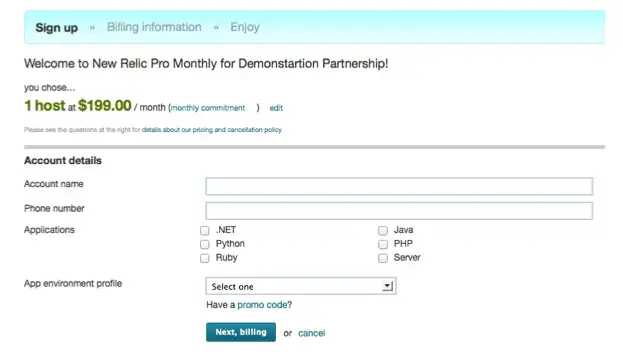 Sign up » Billing information » Enjoy
Welcome to New Relic Pro Monthly for Demonstartion Partnership!
you chose...
1 host at $199.00 / month (monthly commitment ) edit
Please see the questions at the right for details about our pricing and cancellation policy
Account details
Account name
Phone number
Applications .NET Java
Python PHP
Ruby Server
App environment profile Select one
Have a promo code?
Next, billing or cancel